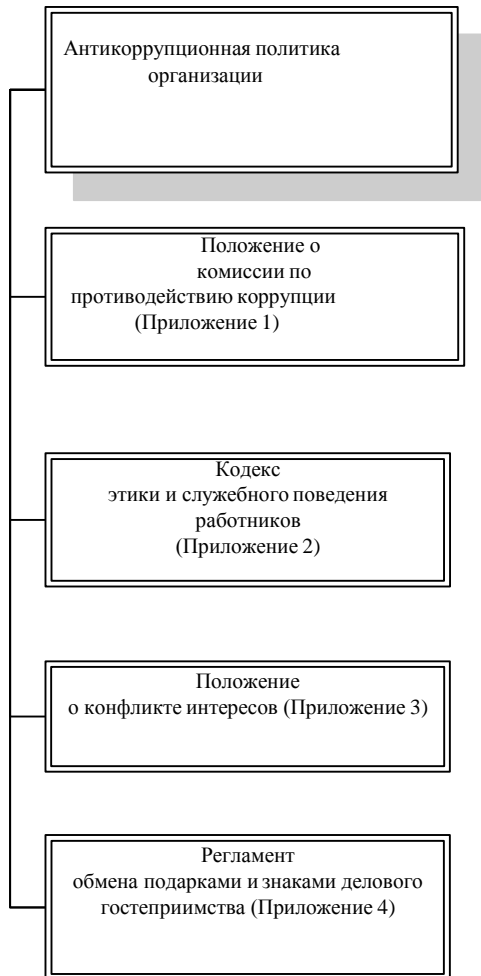 Антикоррупционная политика
организации
Положение о
комиссии по
противодействию коррупции
(Приложение 1)
Кодекс
этики и служебного поведения
работников
(Приложение 2)
Положение
о конфликте интересов (Приложение 3)
Регламент
обмена подарками и знаками делового
гостеприимства (Приложение 4)